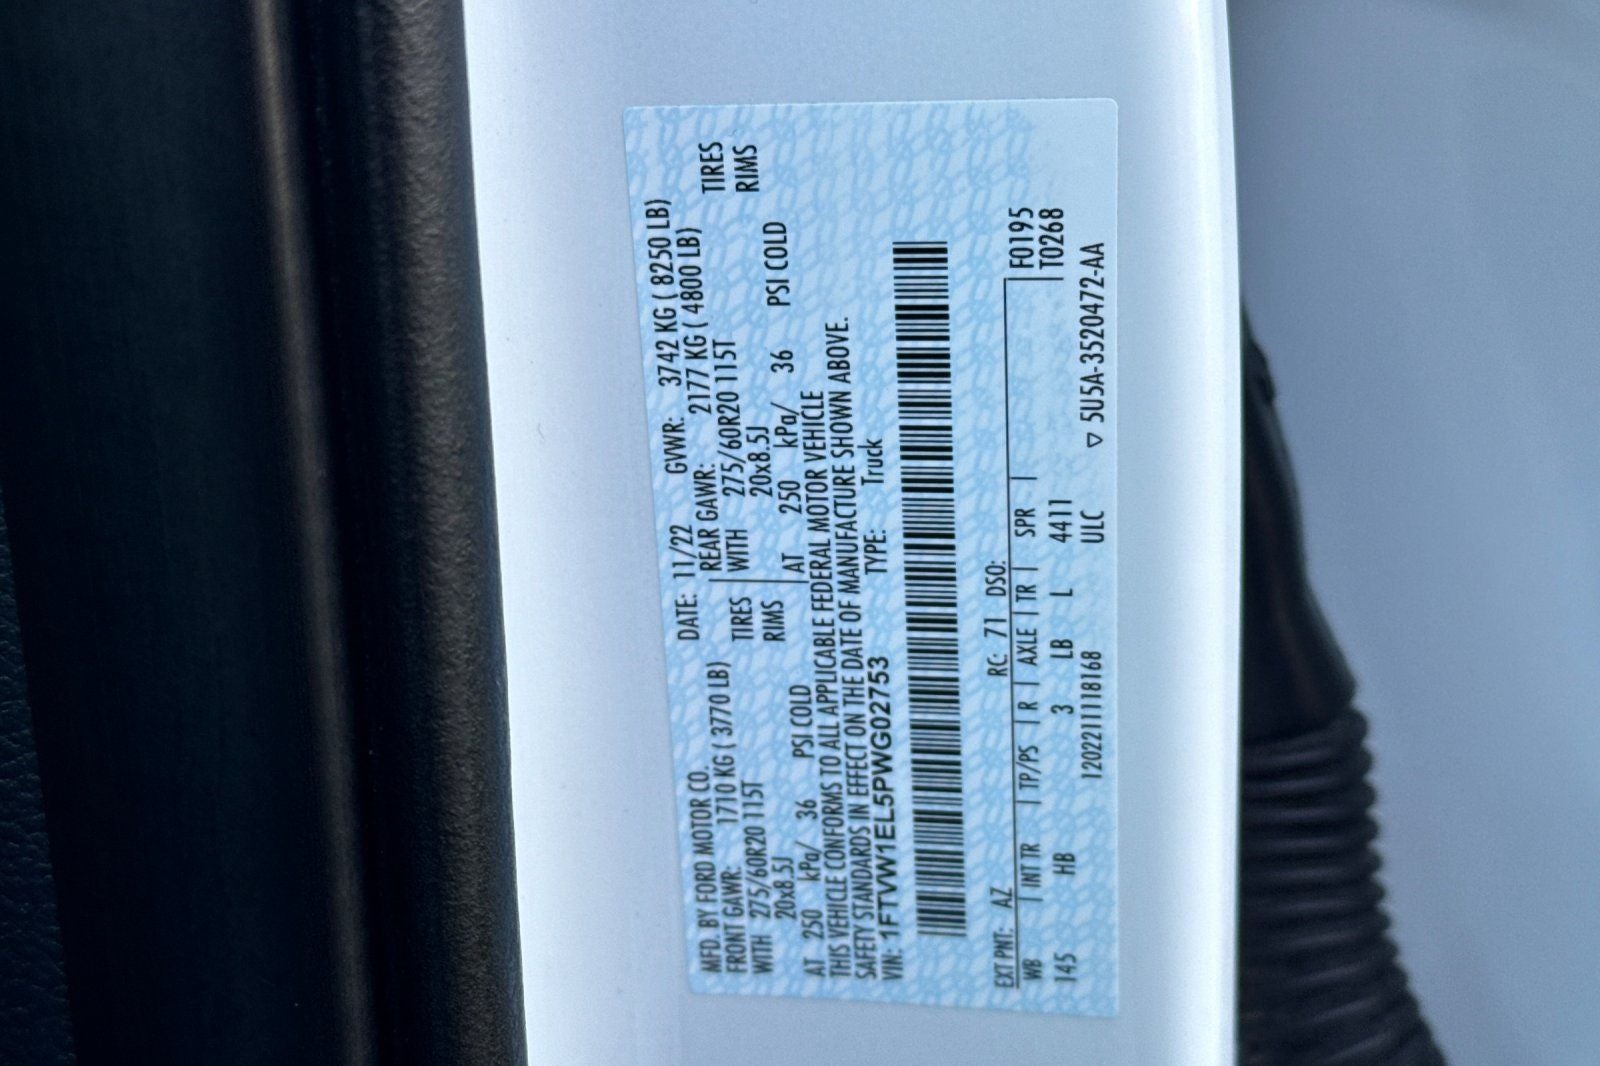 MFD. BY FORD MOTOR CO.
DATE: 11/22 GVWR: 3742 KG ( 8250 LB)
FRONT GAWR: 1710 KG ( 3770 LB) REAR GAWR: 2177 KG ( 4800 LB)
WITH 275/60R20 115T TIRES WITH 275/60R20 115T TIRES
20x8.5J RIMS 20x8.5J RIMS
AT 250 kPa/ 36 PSI COLD AT 250 kPa/ 36 PSI COLD
THIS VEHICLE CONFORMS TO ALL APPLICABLE FEDERAL MOTOR VEHICLE
SAFETY STANDARDS IN EFFECT ON THE DATE OF MANUFACTURE SHOWN ABOVE.
VIN: 1FTVW1EL5PWG02753 TYPE: Truck
EXT PNT: AZ RC: 71 DSO: F0195
WB | INT TR | TP/PS | R | AXLE | TR | SPR | T0268
145 HB 3 LB L 4411
12022111118168 ULC ▽ 5U5A-3520472-AA